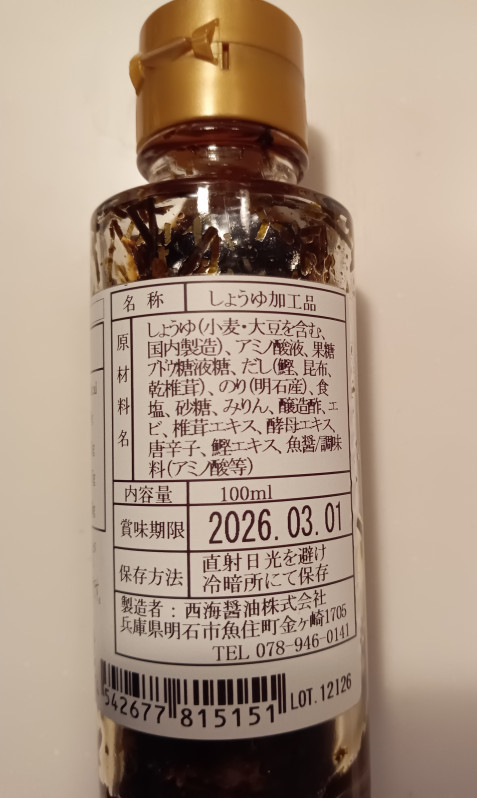 名称 しょうゆ加工品
原材料名 しょうゆ(小麦・大豆を含む、
国内製造)、アミノ酸液、果糖
ブドウ糖液糖、だし(鰹、昆布、
乾椎茸)、のり(明石産)、食
塩、砂糖、みりん、醸造酢、エ
ビ、椎茸エキス、酵母エキス、
唐辛子、鰹エキス、魚醤/調味
料(アミノ酸等)
内容量 100ml
賞味期限 2026.03.01
保存方法 直射日光を避け
冷暗所にて保存
製造者:西海醤油株式会社
兵庫県明石市魚住町金ヶ崎1705
TEL 078-946-0141
542677 815151
LOT.12126